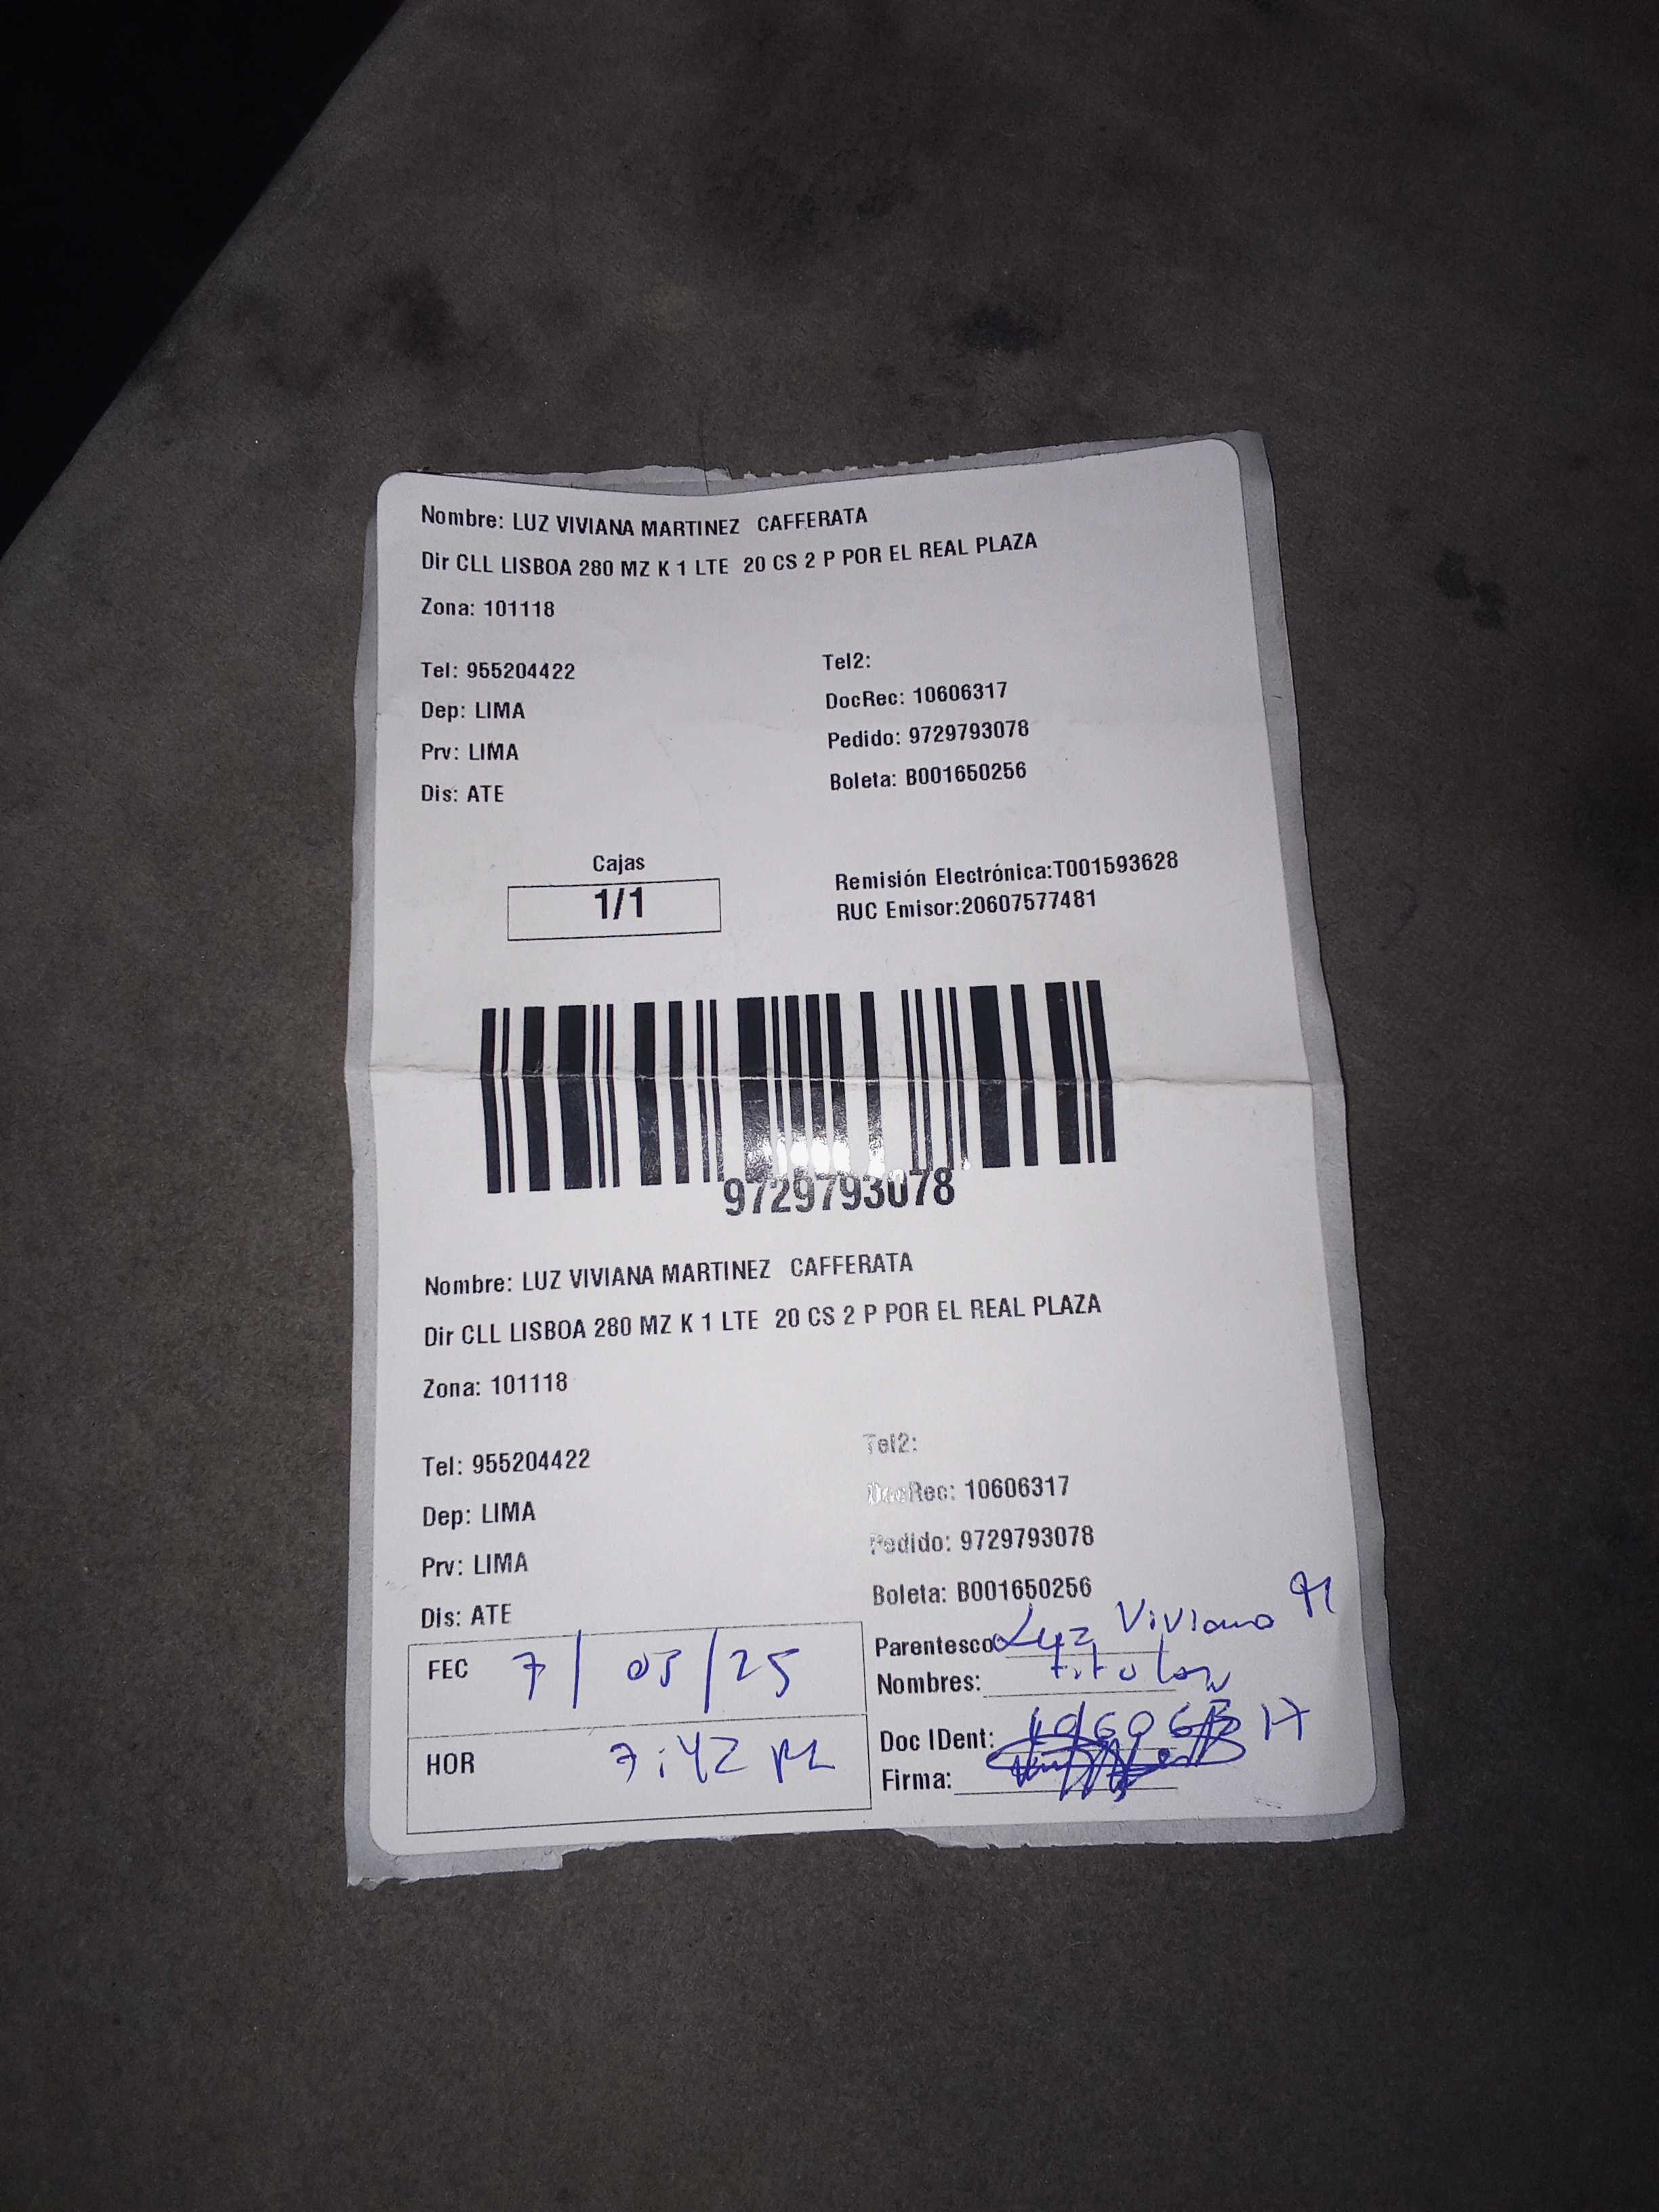 Nombre: LUZ VIVIANA MARTINEZ CAFFERATA
Dir CLL LISBOA 280 MZ K 1 LTE 20 CS 2 P POR EL REAL PLAZA
Zona: 101118
Tel: 955204422
Tel2:
Dep: LIMA
DocRec: 10606317
Prv: LIMA
Pedido: 9729793078
Dis: ATE
Boleta: B001650256
Cajas
1/1
Remisión Electrónica:T001593628
RUC Emisor:20607577481
9729793078
Nombre: LUZ VIVIANA MARTINEZ CAFFERATA
Dir CLL LISBOA 280 MZ K 1 LTE 20 CS 2 P POR EL REAL PLAZA
Zona: 101118
Tel: 955204422
Tel2:
Dep: LIMA
DocRec: 10606317
Prv: LIMA
Pedido: 9729793078
Dis: ATE
Boleta: B001650256
FEC 7/05/25
Parentesco Luz Viviana M
Nombres: titular
HOR 7:42 PM
Doc IDent:
Firma: